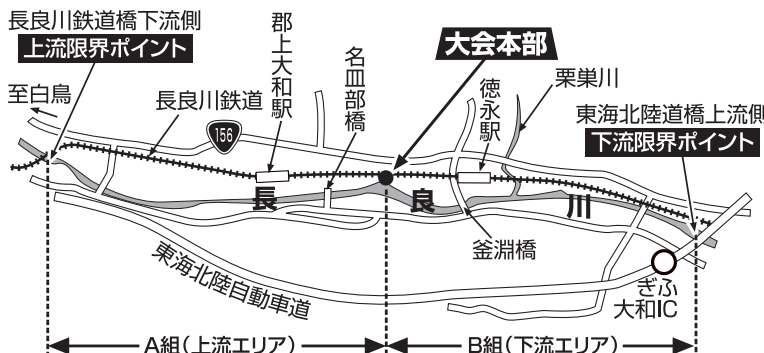 長良川鉄道橋下流側
上流限界ポイント
至白鳥
長良川鉄道
156
郡上大和駅
名皿部橋
大会本部
徳永駅
栗巣川
東海北陸道橋上流側
下流限界ポイント
長良川
釜淵橋
東海北陸自動車道
ぎふ
大和IC
A組(上流エリア)
B組(下流エリア)